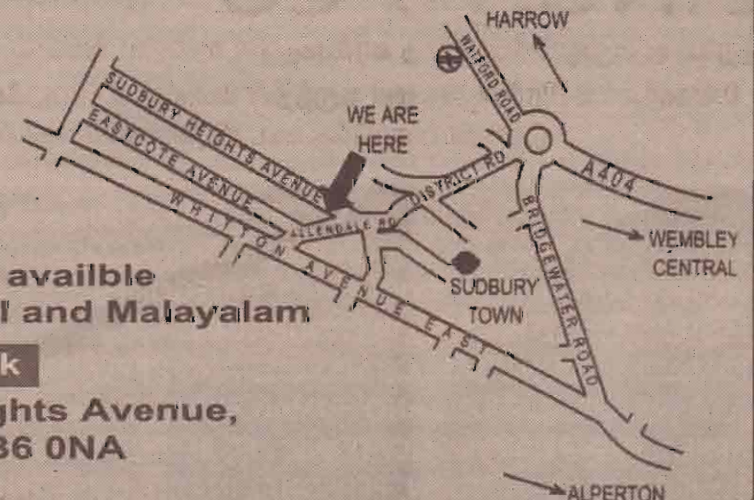 HARROW
WATFORD ROAD
SUDBURY HEIGHTS AVENUE
WE ARE
HERE
EASTCOTE AVENUE
DISTRICT RD
A404
ALLENDALE RD
WHITTON AVENUE EAST
BRIDGEWATER ROAD
WEMBLEY
CENTRAL
SUDBURY
TOWN
availble
l and Malayalam
k
ghts Avenue,
36 0NA
ALPERTON